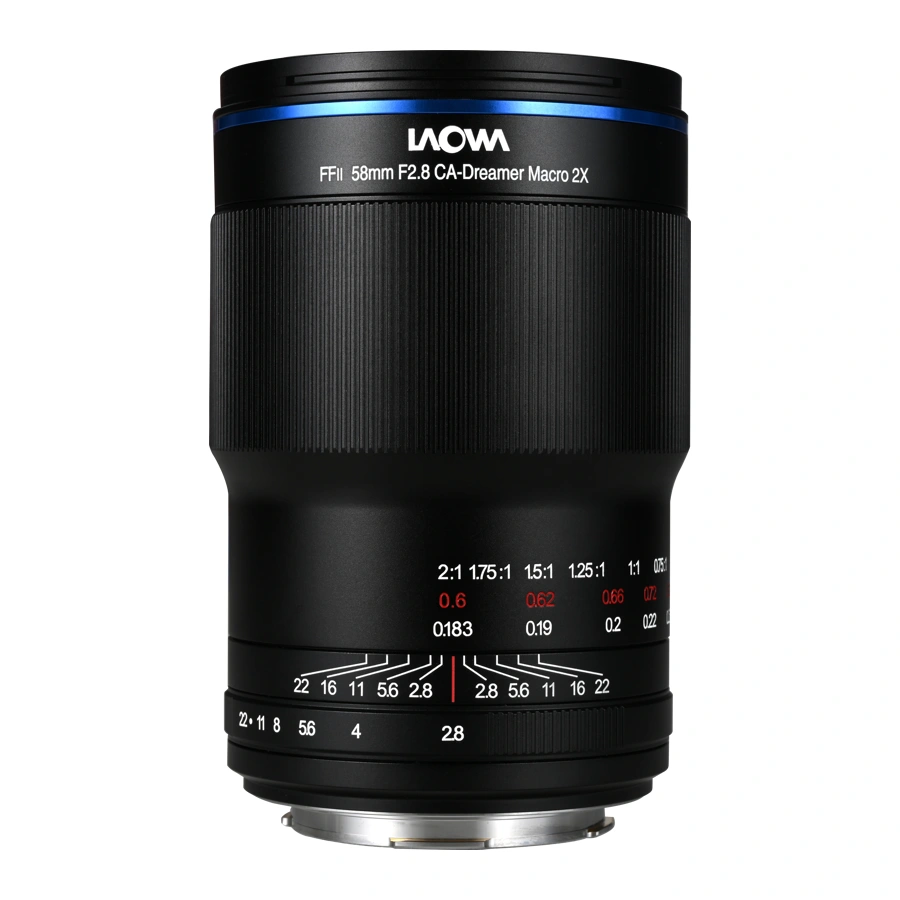 LAOWA
FFII 58mm F2.8 CA-Dreamer Macro 2X
2:1 1.75:1 1.5:1 1.25:1 1:1 0.75:1
0.6 0.62 0.66 0.72
0.183 0.19 0.2 0.22
22 16 11 5.6 2.8 2.8 5.6 11 16 22
22 • 11 8 5.6 4 2.8